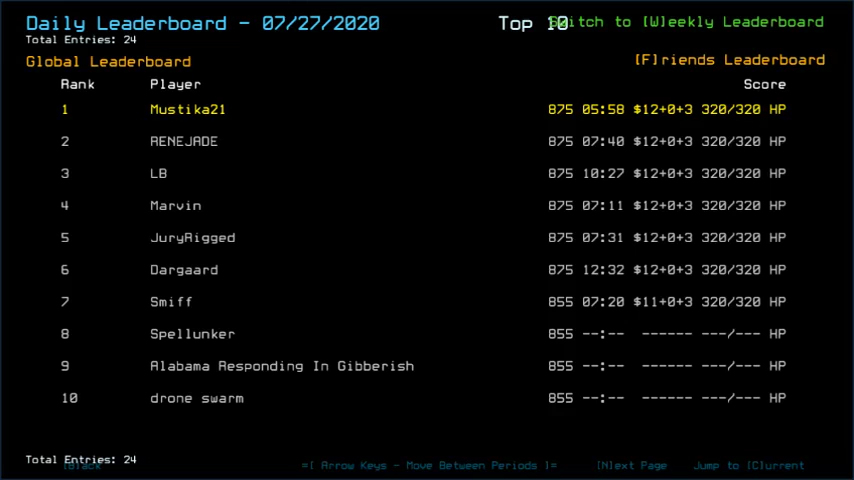 Daily Leaderboard - 07/27/2020 Top 10 Switch to [W]eekly Leaderboard
Total Entries: 24
Global Leaderboard [F]riends Leaderboard
Rank Player Score
1 Mustika21 875 05:58 $12+0+3 320/320 HP
2 RENEJADE 875 07:40 $12+0+3 320/320 HP
3 LB 875 10:27 $12+0+3 320/320 HP
4 Marvin 875 07:11 $12+0+3 320/320 HP
5 JuryRigged 875 07:31 $12+0+3 320/320 HP
6 Dargaard 875 12:32 $12+0+3 320/320 HP
7 Smiff 855 07:20 $11+0+3 320/320 HP
8 Spellunker 855 --:-- ------ ---/--- HP
9 Alabama Responding In Gibberish 855 --:-- ------ ---/--- HP
10 drone swarm 855 --:-- ------ ---/--- HP
Total Entries: 24
[B]ack =[ Arrow Keys - Move Between Periods ]= [N]ext Page Jump to [C]urrent